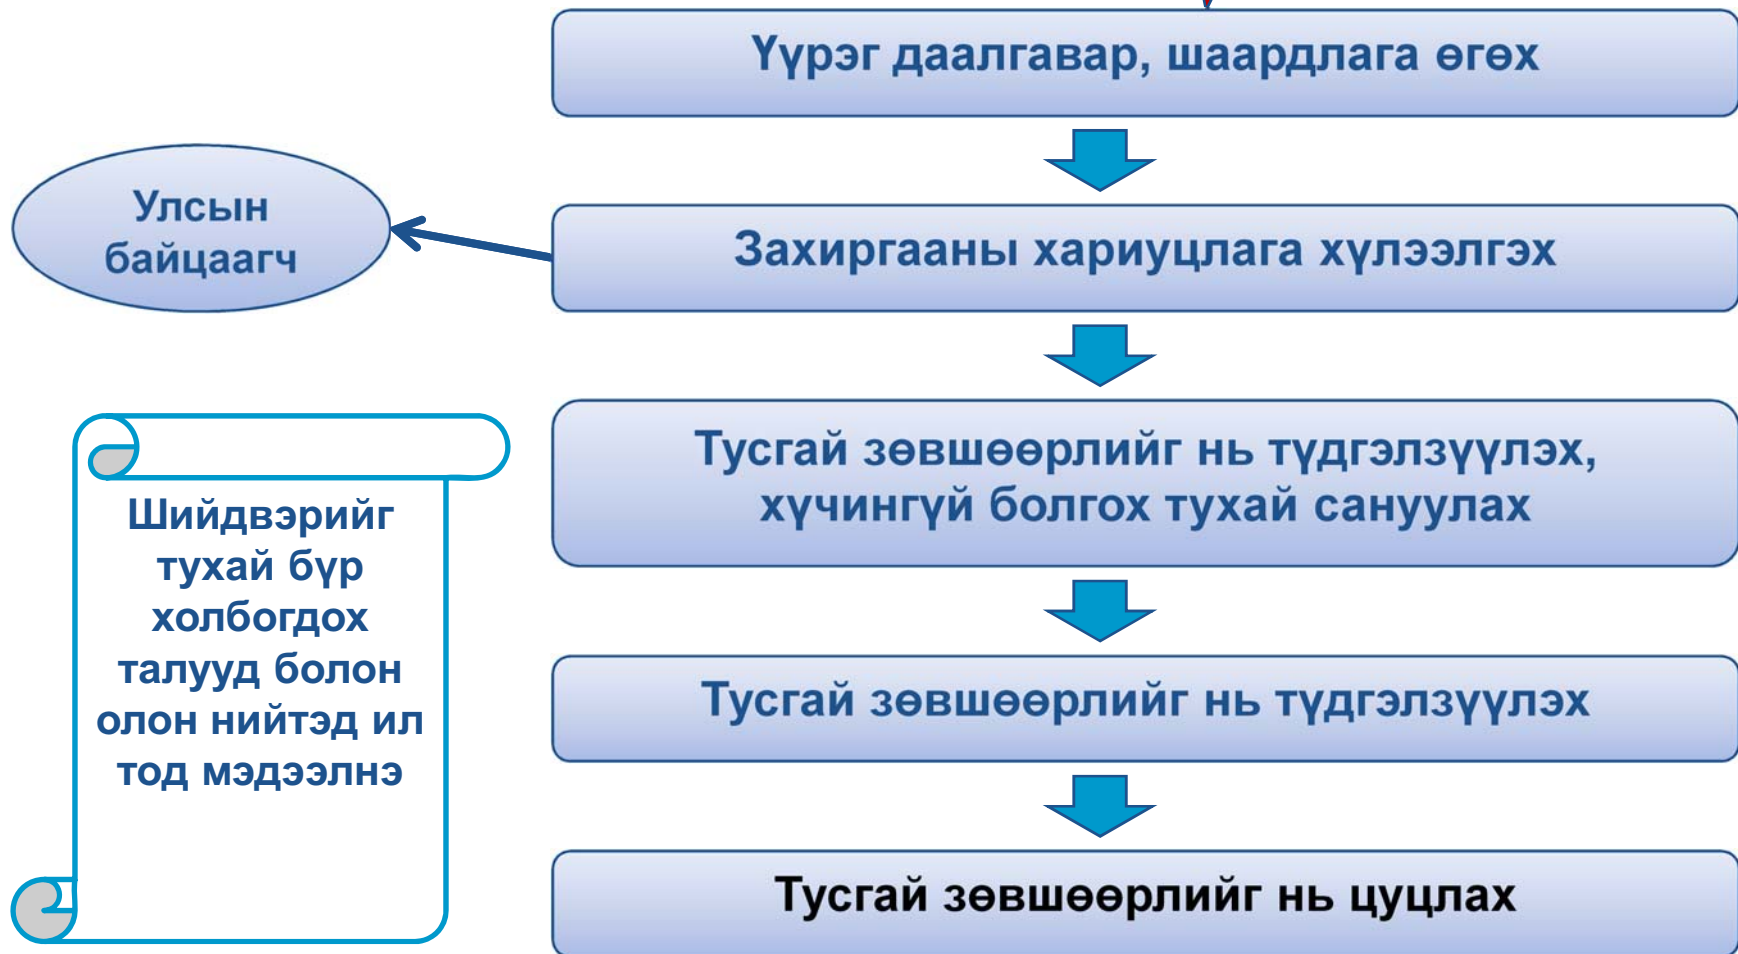 Үүрэг даалгавар, шаардлага өгөх
Улсын
байцаагч
Захиргааны хариуцлага хүлээлгэх
Тусгай зөвшөөрлийг нь түдгэлзүүлэх,
хүчингүй болгох тухай сануулах
Шийдвэрийг
тухай бүр
холбогдох
талууд болон
олон нийтэд ил
тод мэдээлнэ
Тусгай зөвшөөрлийг нь түдгэлзүүлэх
Тусгай зөвшөөрлийг нь цуцлах